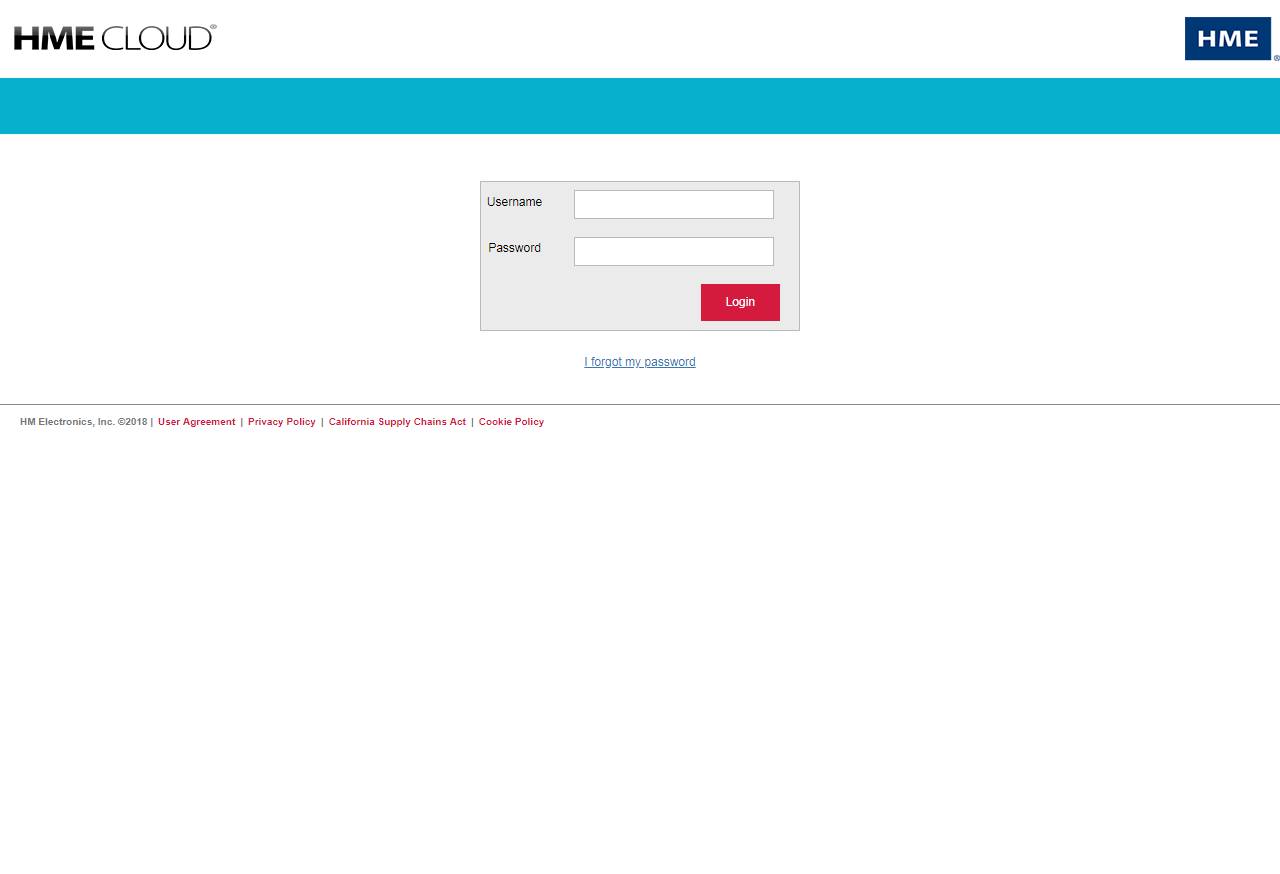 HME CLOUD®
HME®
Username
Password
Login
I forgot my password
HM Electronics, Inc. ©2018 | User Agreement | Privacy Policy | California Supply Chains Act | Cookie Policy